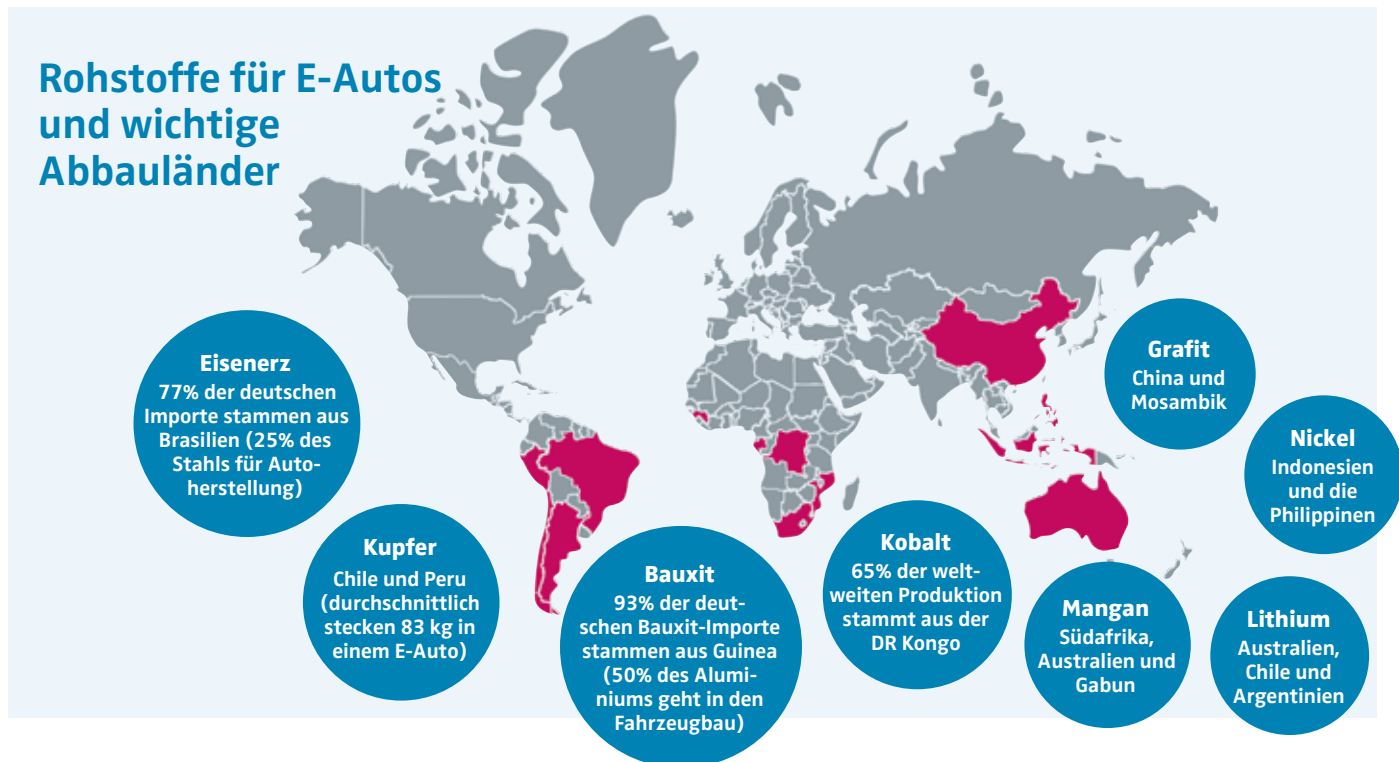 Rohstoffe für E-Autos
und wichtige
Abbauländer
Eisenerz
77% der deutschen
Importe stammen aus
Brasilien (25% des
Stahls für Auto-
herstellung)
Kupfer
Chile und Peru
(durchschnittlich
stecken 83 kg in
einem E-Auto)
Bauxit
93% der deut-
schen Bauxit-Importe
stammen aus Guinea
(50% des Alumi-
niums geht in den
Fahrzeugbau)
Kobalt
65% der welt-
weiten Produktion
stammt aus der
DR Kongo
Grafit
China und
Mosambik
Nickel
Indonesien
und die
Philippinen
Mangan
Südafrika,
Australien und
Gabun
Lithium
Australien,
Chile und
Argentinien